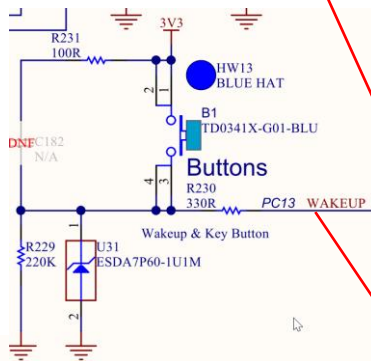 3V3
R231
100R
HW13
BLUE HAT
2
1
B1
TD0341X-G01-BLU
DNF
C182
N/A
Buttons
4
3
R230
330R
PC13
WAKEUP
Wakeup & Key Button
R229
220K
1
U31
ESDA7P60-1U1M
2